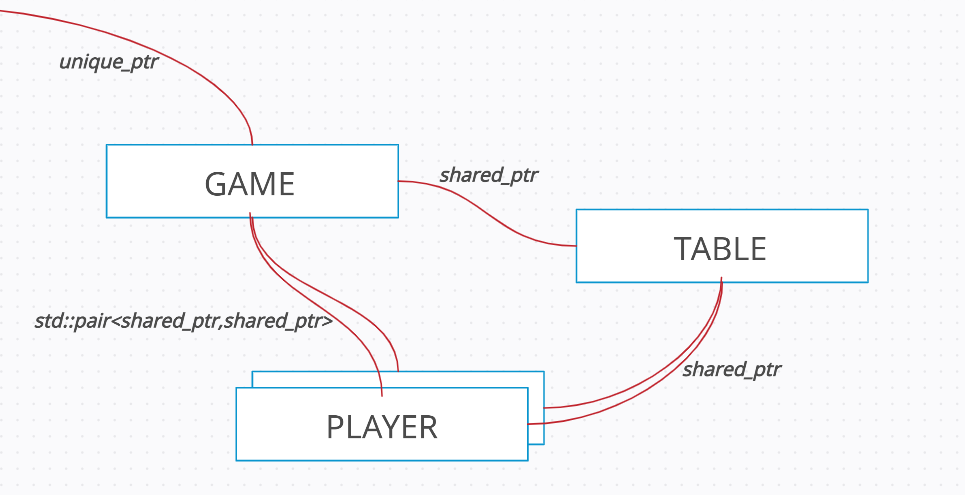 unique_ptr
GAME
shared_ptr
TABLE
std::pair<shared_ptr,shared_ptr>
shared_ptr
PLAYER